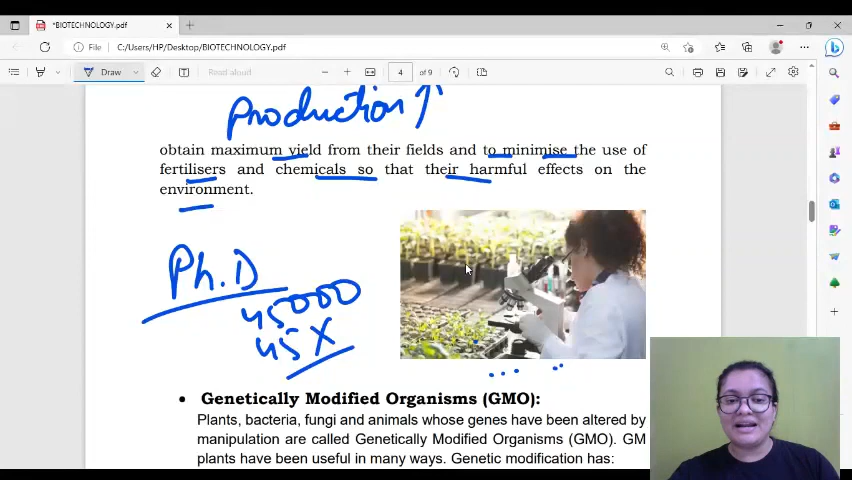 *BIOTECHNOLOGY.pdf
File C:/Users/HP/Desktop/BIOTECHNOLOGY.pdf
Draw Read aloud 4 of 9
Production ↑
obtain maximum yield from their fields and to minimise the use of
fertilisers and chemicals so that their harmful effects on the
environment.
Ph.D
45000
45 X
• Genetically Modified Organisms (GMO):
Plants, bacteria, fungi and animals whose genes have been altered by
manipulation are called Genetically Modified Organisms (GMO). GM
plants have been useful in many ways. Genetic modification has: